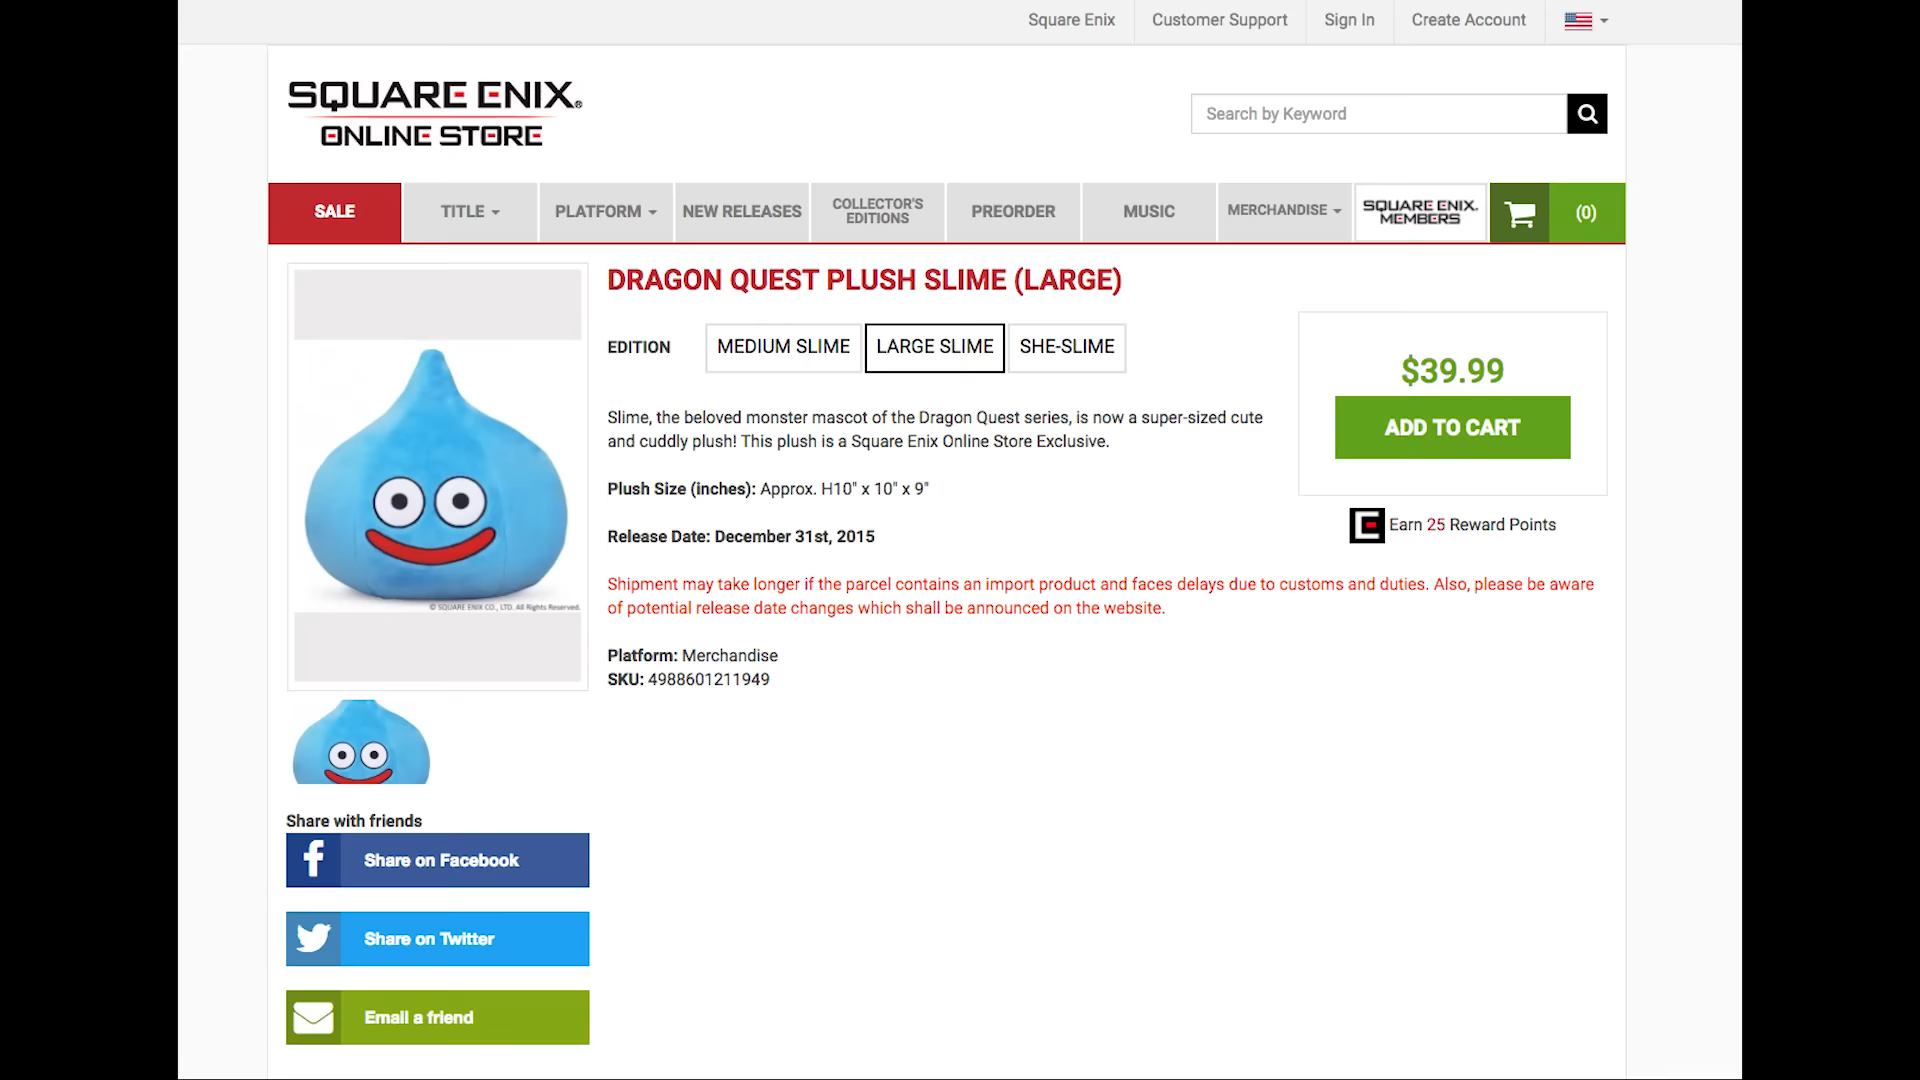 Square Enix
Customer Support
Sign In
Create Account
SQUARE ENIX®
ONLINE STORE
Search by Keyword
SALE
TITLE
PLATFORM
NEW RELEASES
COLLECTOR'S
EDITIONS
PREORDER
MUSIC
MERCHANDISE
SQUARE ENIX.
MEMBERS
(0)
DRAGON QUEST PLUSH SLIME (LARGE)
EDITION
MEDIUM SLIME
LARGE SLIME
SHE-SLIME
$39.99
ADD TO CART
Slime, the beloved monster mascot of the Dragon Quest series, is now a super-sized cute
and cuddly plush! This plush is a Square Enix Online Store Exclusive.
Plush Size (inches): Approx. H10" x 10" x 9"
Earn 25 Reward Points
Release Date: December 31st, 2015
Shipment may take longer if the parcel contains an import product and faces delays due to customs and duties. Also, please be aware
of potential release date changes which shall be announced on the website.
© SQUARE ENIX CO., LTD. All Rights Reserved.
Platform: Merchandise
SKU: 4988601211949
Share with friends
Share on Facebook
Share on Twitter
Email a friend